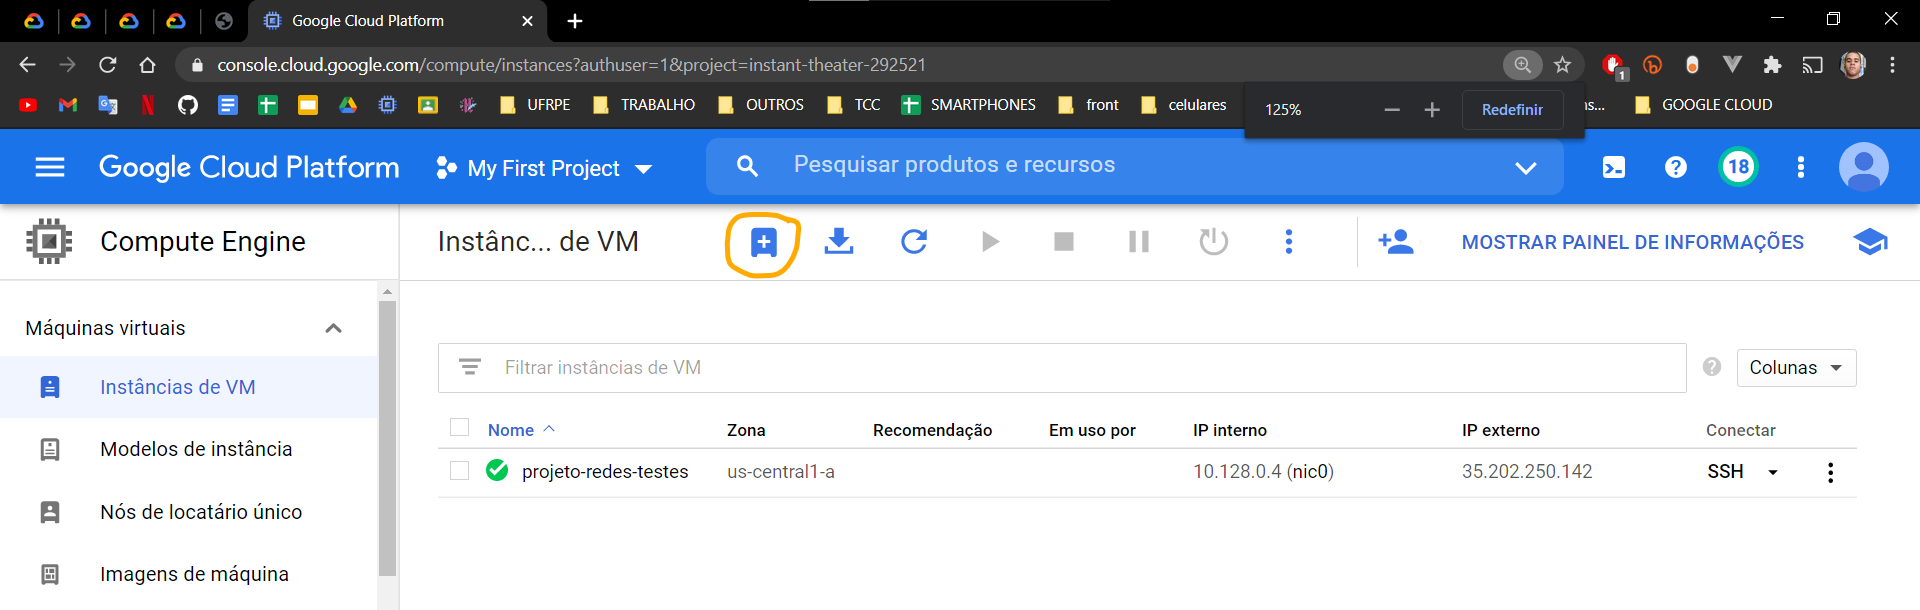 Google Cloud Platform
console.cloud.google.com/compute/instances?authuser=1&project=instant-theater-292521
1
UFRPE TRABALHO OUTROS TCC SMARTPHONES front celulares
125% Redefinir
s...
GOOGLE CLOUD
Google Cloud Platform My First Project Pesquisar produtos e recursos 18
Compute Engine
Instânc... de VM
MOSTRAR PAINEL DE INFORMAÇÕES
Máquinas virtuais
Instâncias de VM
Modelos de instância
Nós de locatário único
Imagens de máquina
Filtrar instâncias de VM
Colunas
Nome Zona Recomendação Em uso por IP interno IP externo Conectar
projeto-redes-testes us-central1-a 10.128.0.4 (nic0) 35.202.250.142 SSH